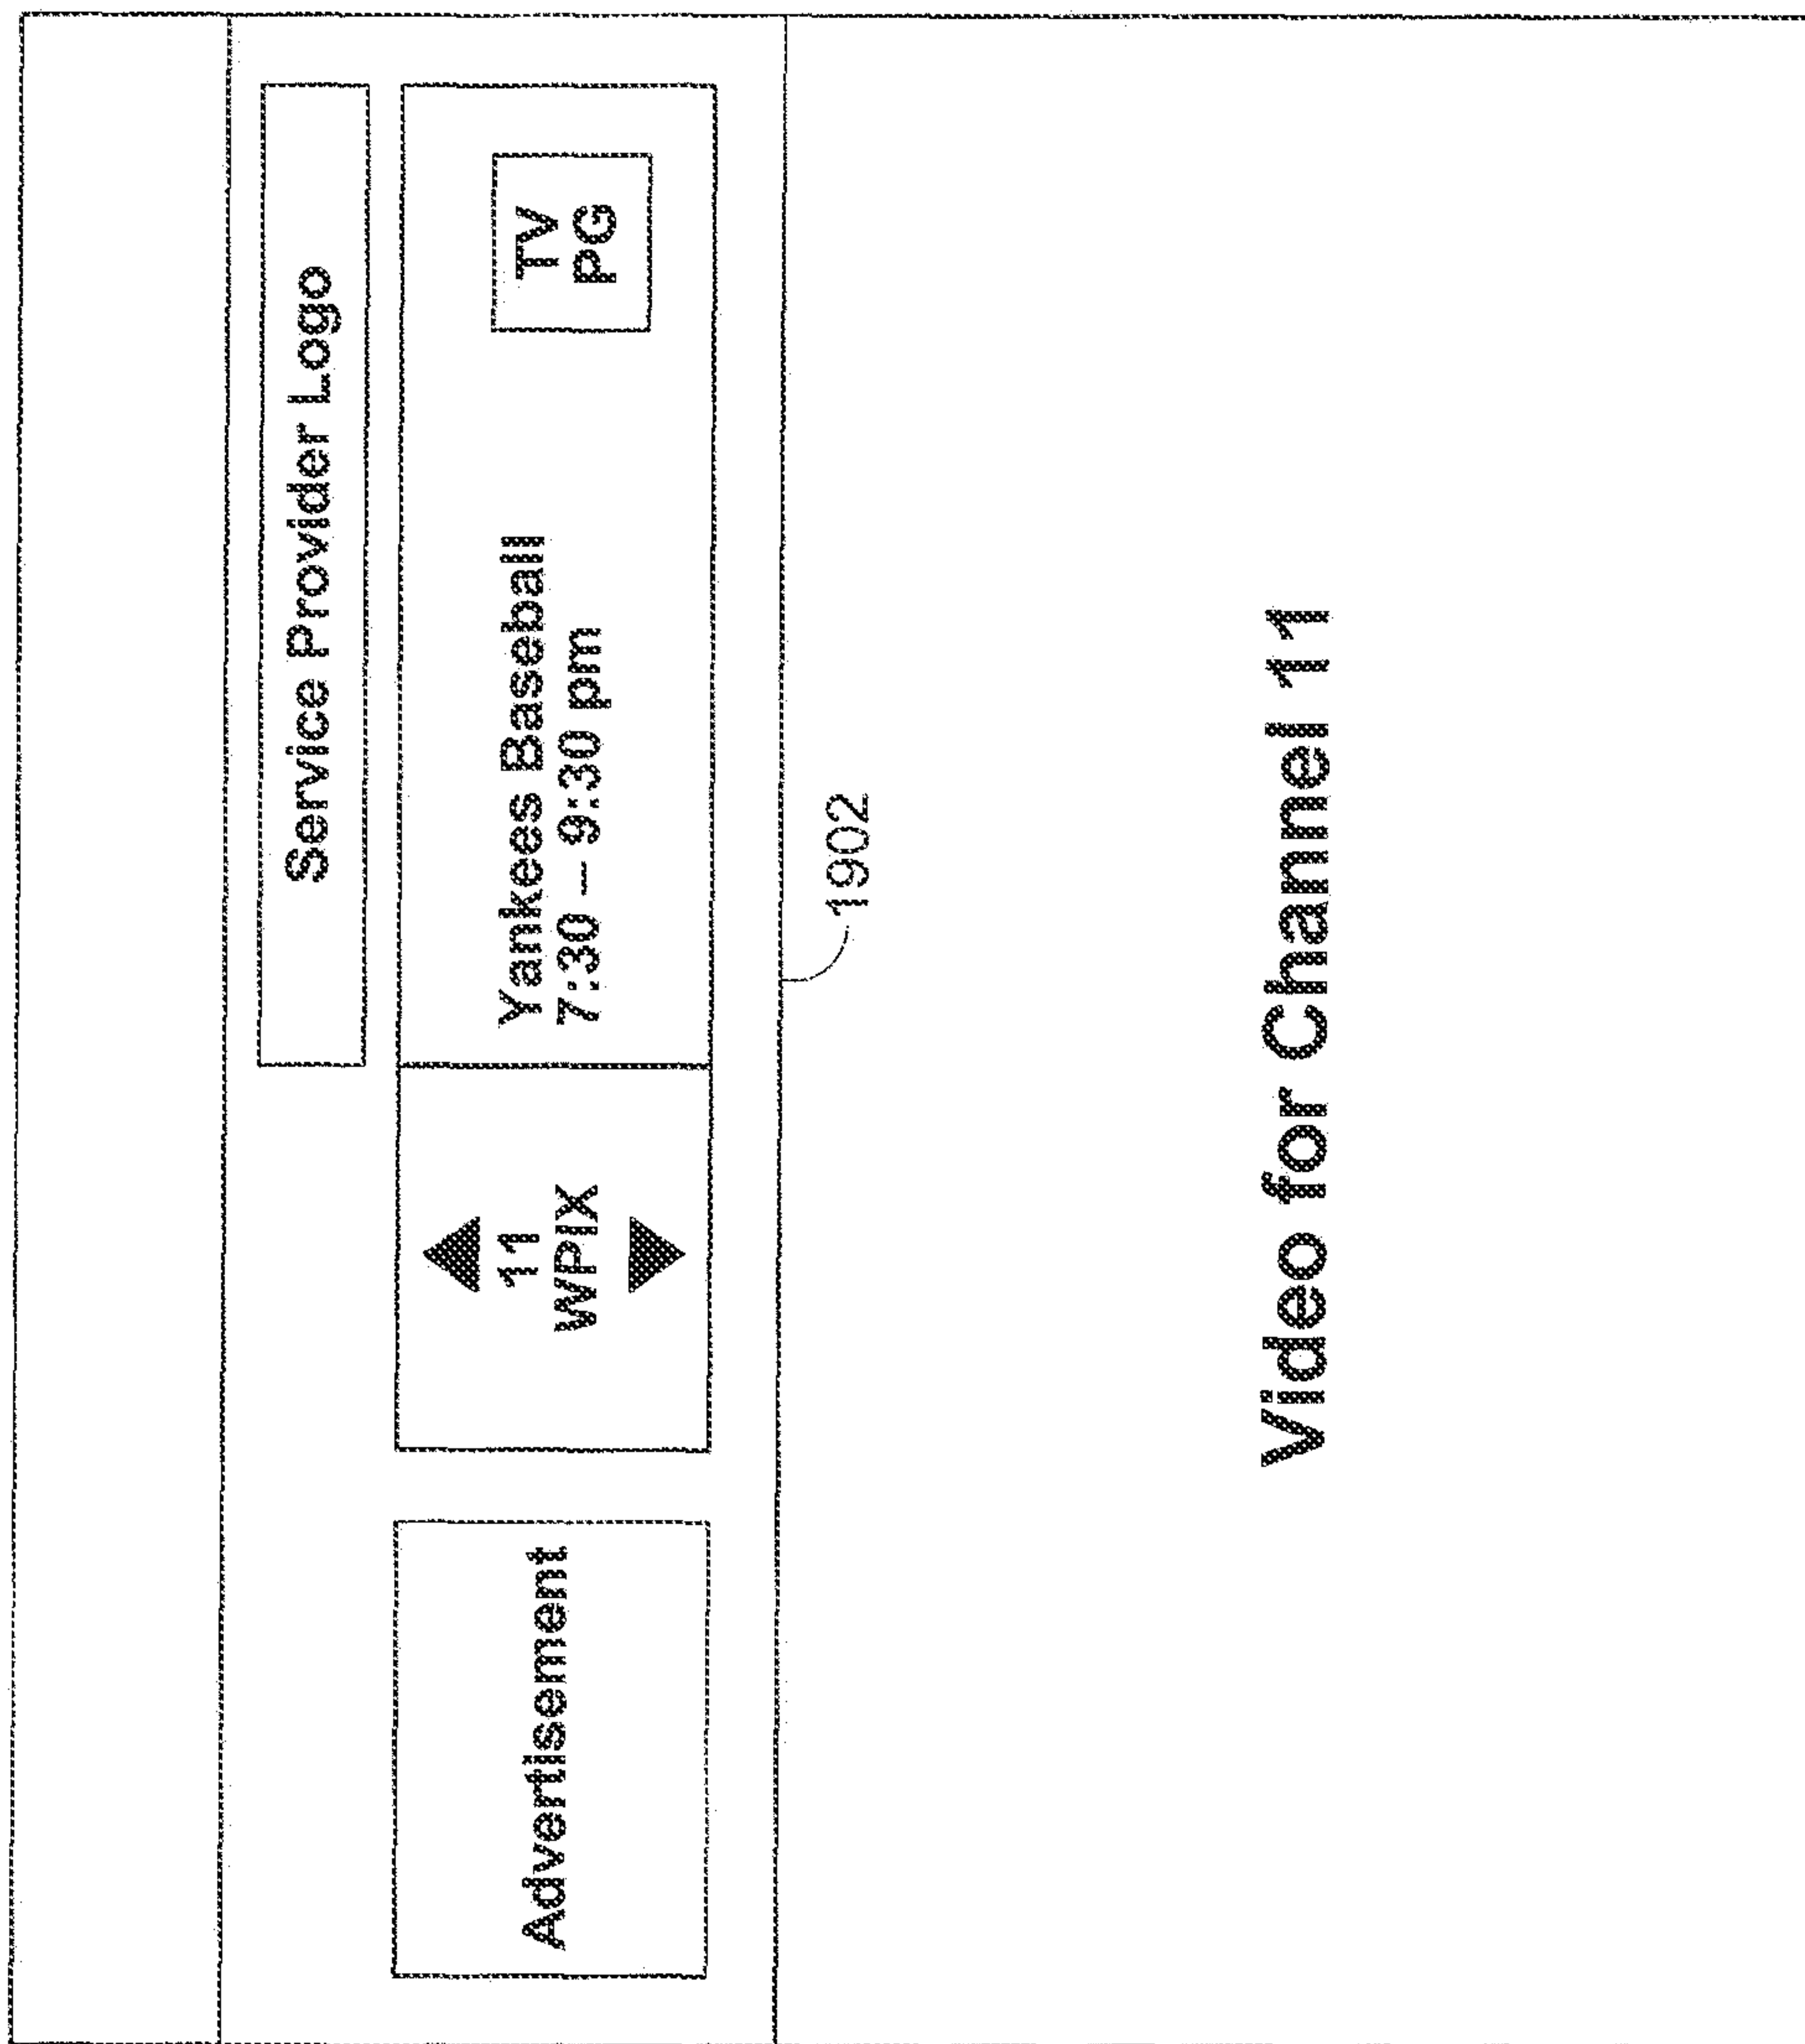 Service Provider Logo
Advertisement
11
WPIX
Yankees Baseball
7:30 – 9:30 pm
TV
PG
1902
Video for Channel 11